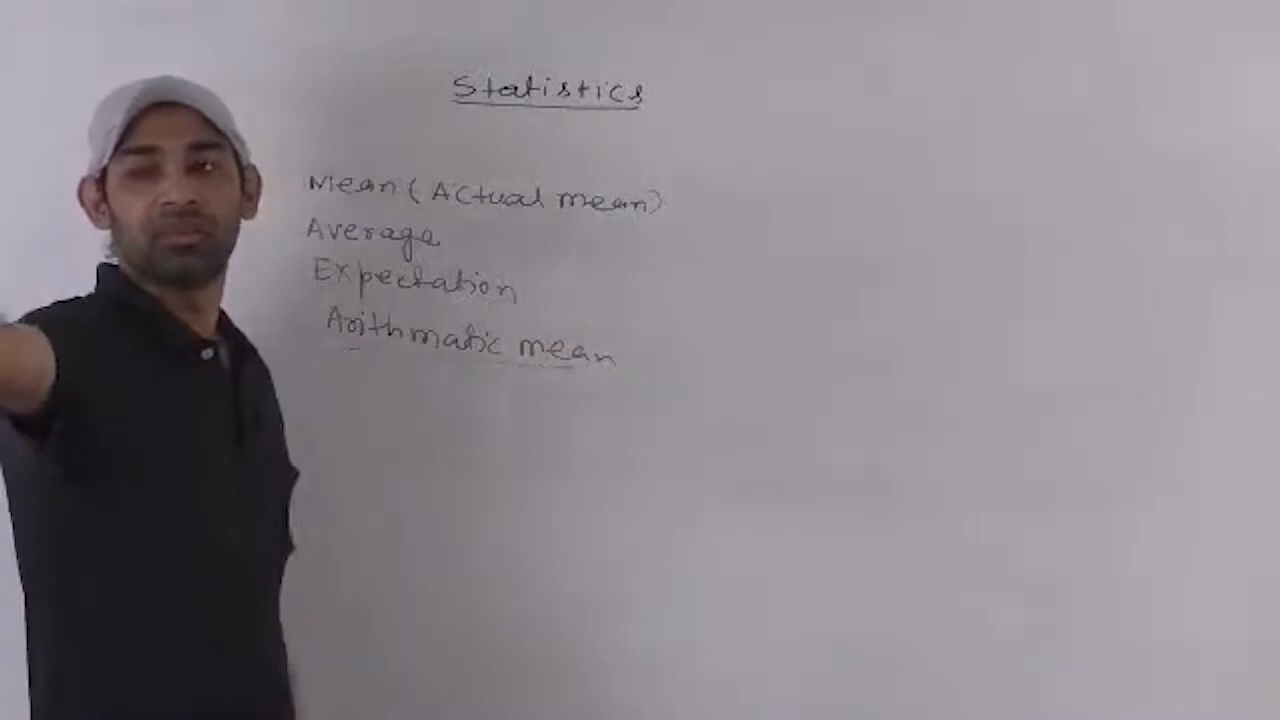 Statistics
Mean (Actual mean)
Average
Expectation
Arithmatic mean